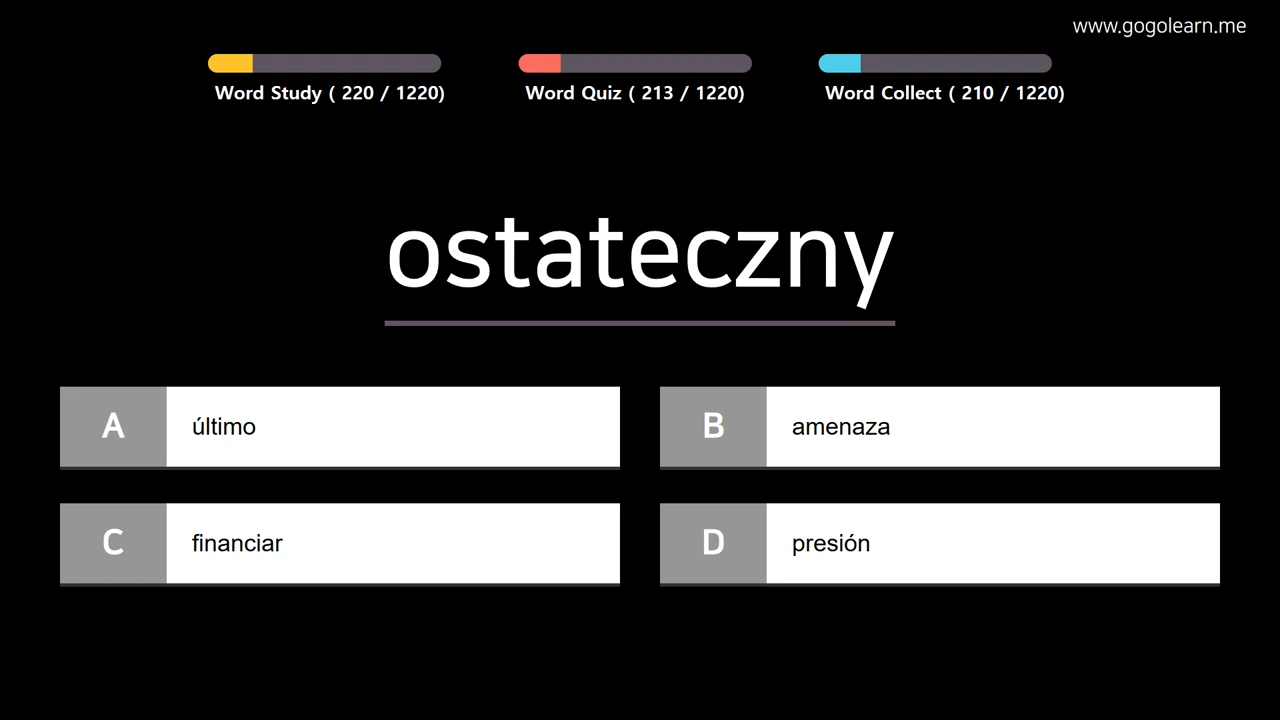 www.gogolearn.me
Word Study ( 220 / 1220)
Word Quiz ( 213 / 1220)
Word Collect ( 210 / 1220)
ostateczny
A último
B amenaza
C financiar
D presión